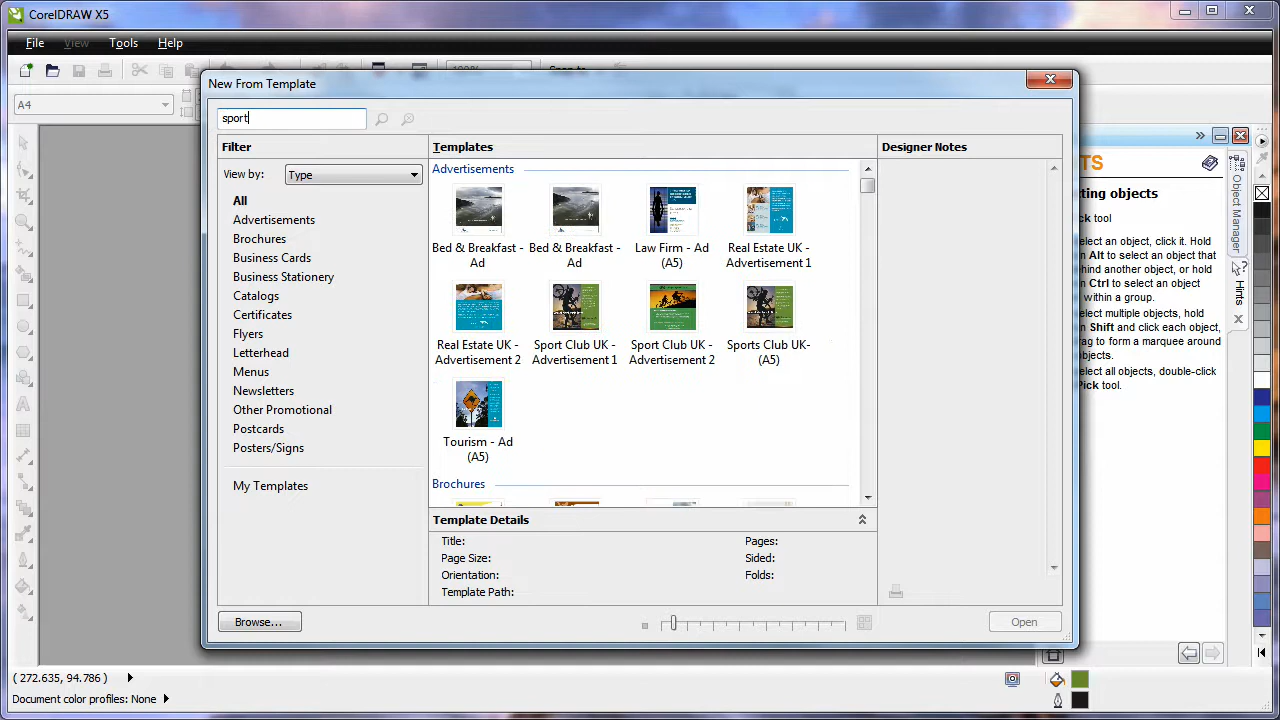 CorelDRAW X5
File View Tools Help
A4
New From Template
sport
Filter
View by: Type
All
Advertisements
Brochures
Business Cards
Business Stationery
Catalogs
Certificates
Flyers
Letterhead
Menus
Newsletters
Other Promotional
Postcards
Posters/Signs
My Templates
Templates
Advertisements
Bed & Breakfast - Ad
Bed & Breakfast - Ad
Law Firm - Ad (A5)
Real Estate UK - Advertisement 1
Real Estate UK - Advertisement 2
Sport Club UK - Advertisement 1
Sport Club UK - Advertisement 2
Sports Club UK- (A5)
Tourism - Ad (A5)
Brochures
Template Details
Title:
Page Size:
Orientation:
Template Path:
Pages:
Sided:
Folds:
Designer Notes
Browse...
Open
TS
ting objects
ck tool
elect an object, click it. Hold
n Alt to select an object that
ehind another object, or hold
n Ctrl to select an object
within a group.
elect multiple objects, hold
n Shift and click each object,
rag to form a marquee around
bjects.
elect all objects, double-click
Pick tool.
Object Manager
Hints
( 272.635, 94.786 )
Document color profiles: None